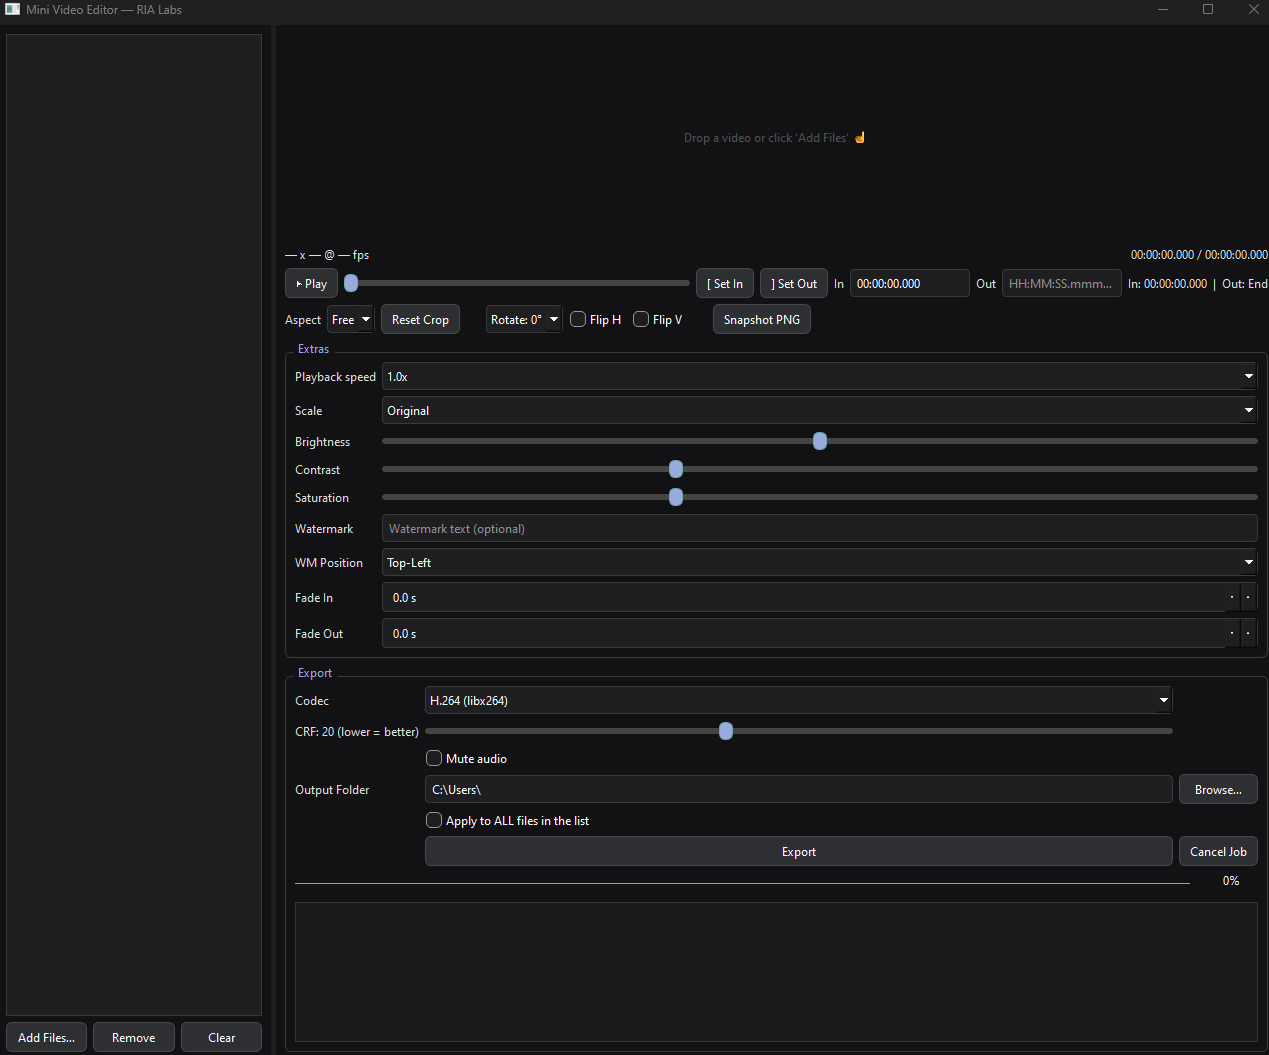 Mini Video Editor — RIA Labs
Drop a video or click 'Add Files' ☝
— x — @ — fps
00:00:00.000 / 00:00:00.000
Play
[ Set In
] Set Out
In
00:00:00.000
Out
HH:MM:SS.mmm...
In: 00:00:00.000 | Out: End
Aspect
Free
Reset Crop
Rotate: 0°
Flip H
Flip V
Snapshot PNG
Extras
Playback speed
1.0x
Scale
Original
Brightness
Contrast
Saturation
Watermark
Watermark text (optional)
WM Position
Top-Left
Fade In
0.0 s
Fade Out
0.0 s
Export
Codec
H.264 (libx264)
CRF: 20 (lower = better)
Mute audio
Output Folder
C:\Users\
Browse...
Apply to ALL files in the list
Export
Cancel Job
0%
Add Files...
Remove
Clear